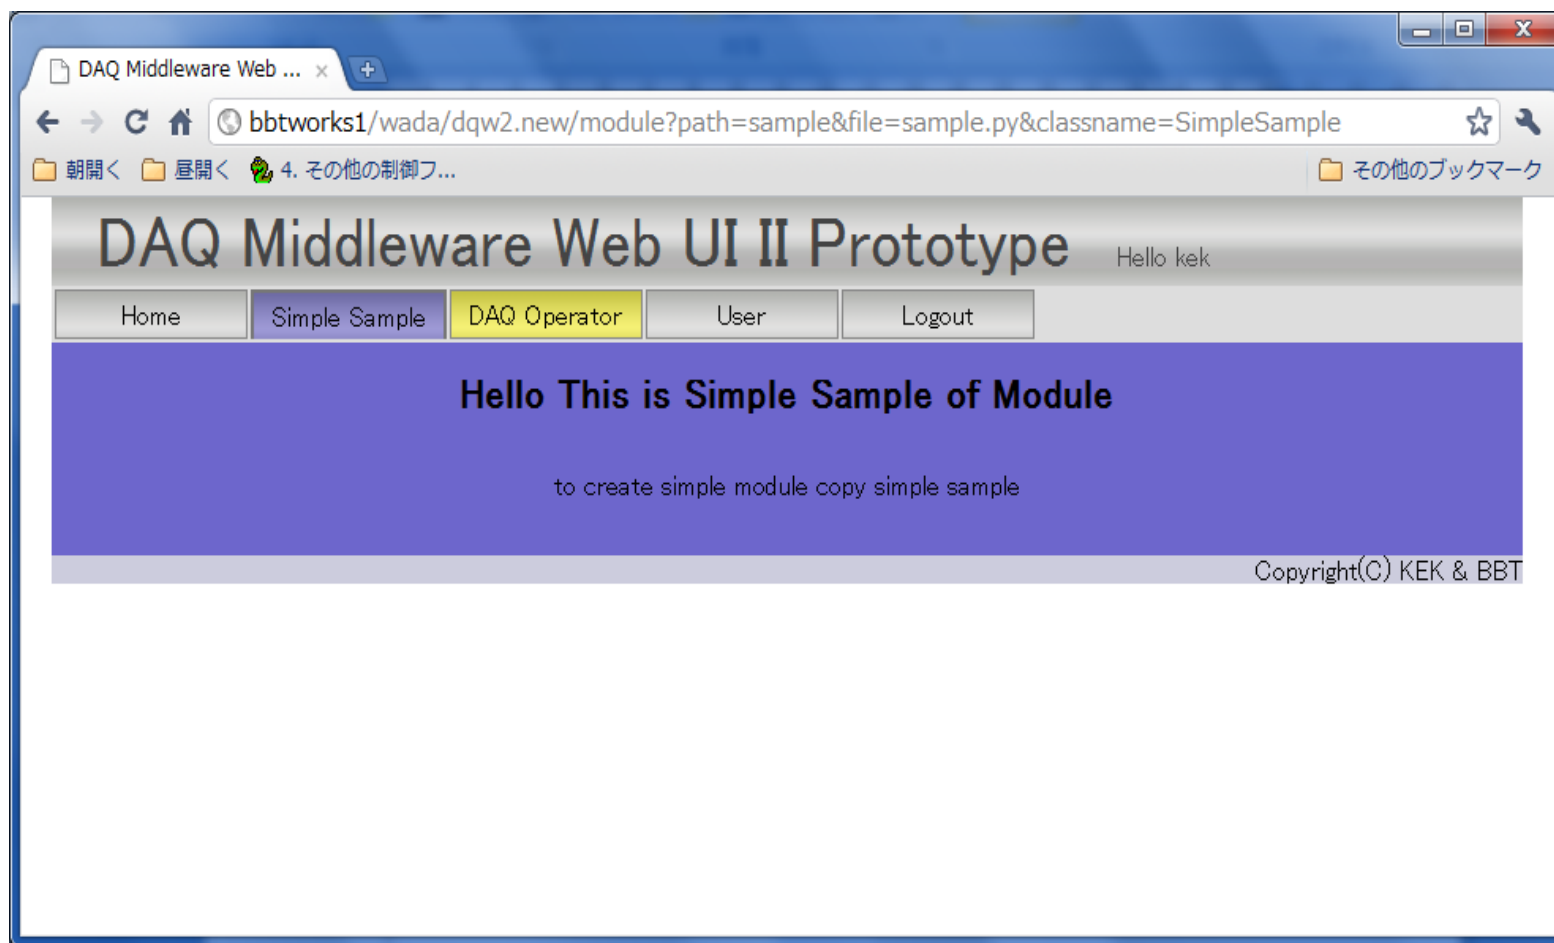 DAQ Middleware Web ...
bbtworks1/wada/dqw2.new/module?path=sample&file=sample.py&classname=SimpleSample
朝開く 昼開く 4. その他の制御フ... その他のブックマーク
DAQ Middleware Web UI II Prototype Hello kek
Home Simple Sample DAQ Operator User Logout
Hello This is Simple Sample of Module
to create simple module copy simple sample
Copyright(C) KEK & BBT